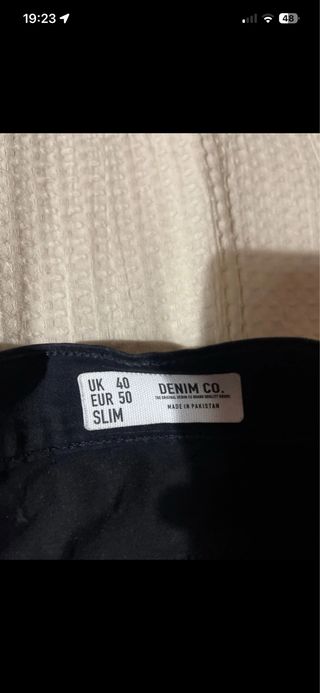 19:23
48
UK 40
EUR 50
SLIM
DENIM CO.
MADE IN PAKISTAN